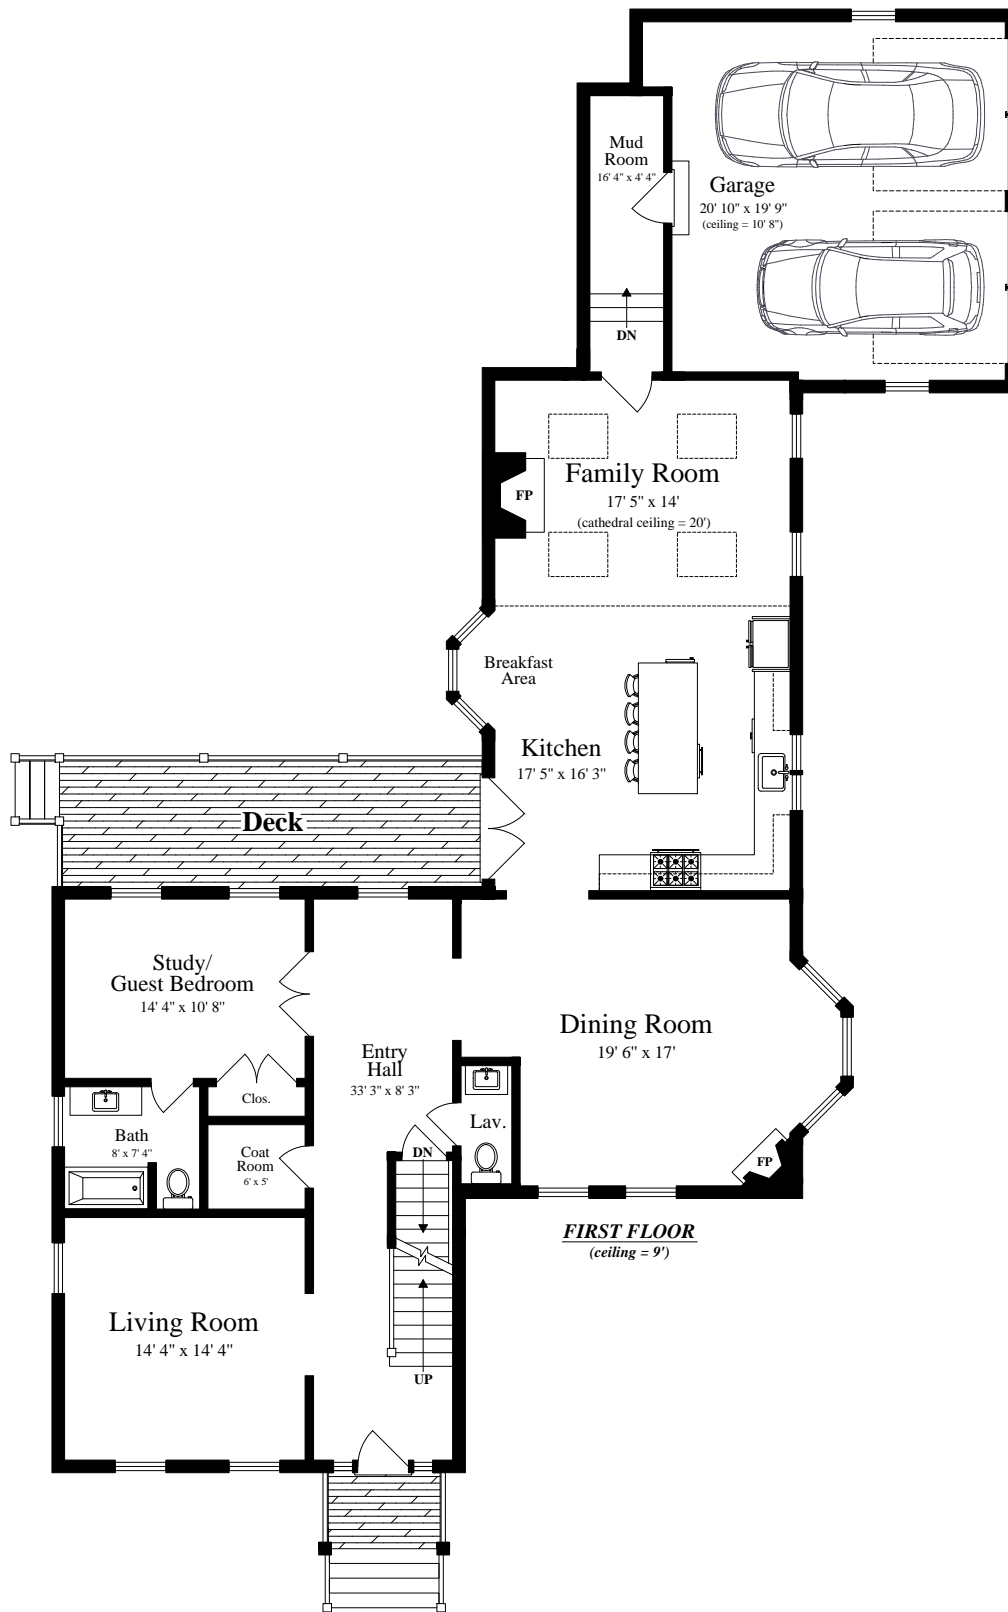 Mud
Room
16' 4" x 4' 4"
Garage
20' 10" x 19' 9"
(ceiling = 10' 8")
DN
Family Room
17' 5" x 14'
(cathedral ceiling = 20')
FP
Breakfast
Area
Kitchen
17' 5" x 16' 3"
Deck
Study/
Guest Bedroom
14' 4" x 10' 8"
Entry
Hall
33' 3" x 8' 3"
Dining Room
19' 6" x 17'
Clos.
Bath
8' x 7' 4"
Coat
Room
6' x 5'
Lav.
DN
FP
FIRST FLOOR
(ceiling = 9')
Living Room
14' 4" x 14' 4"
UP